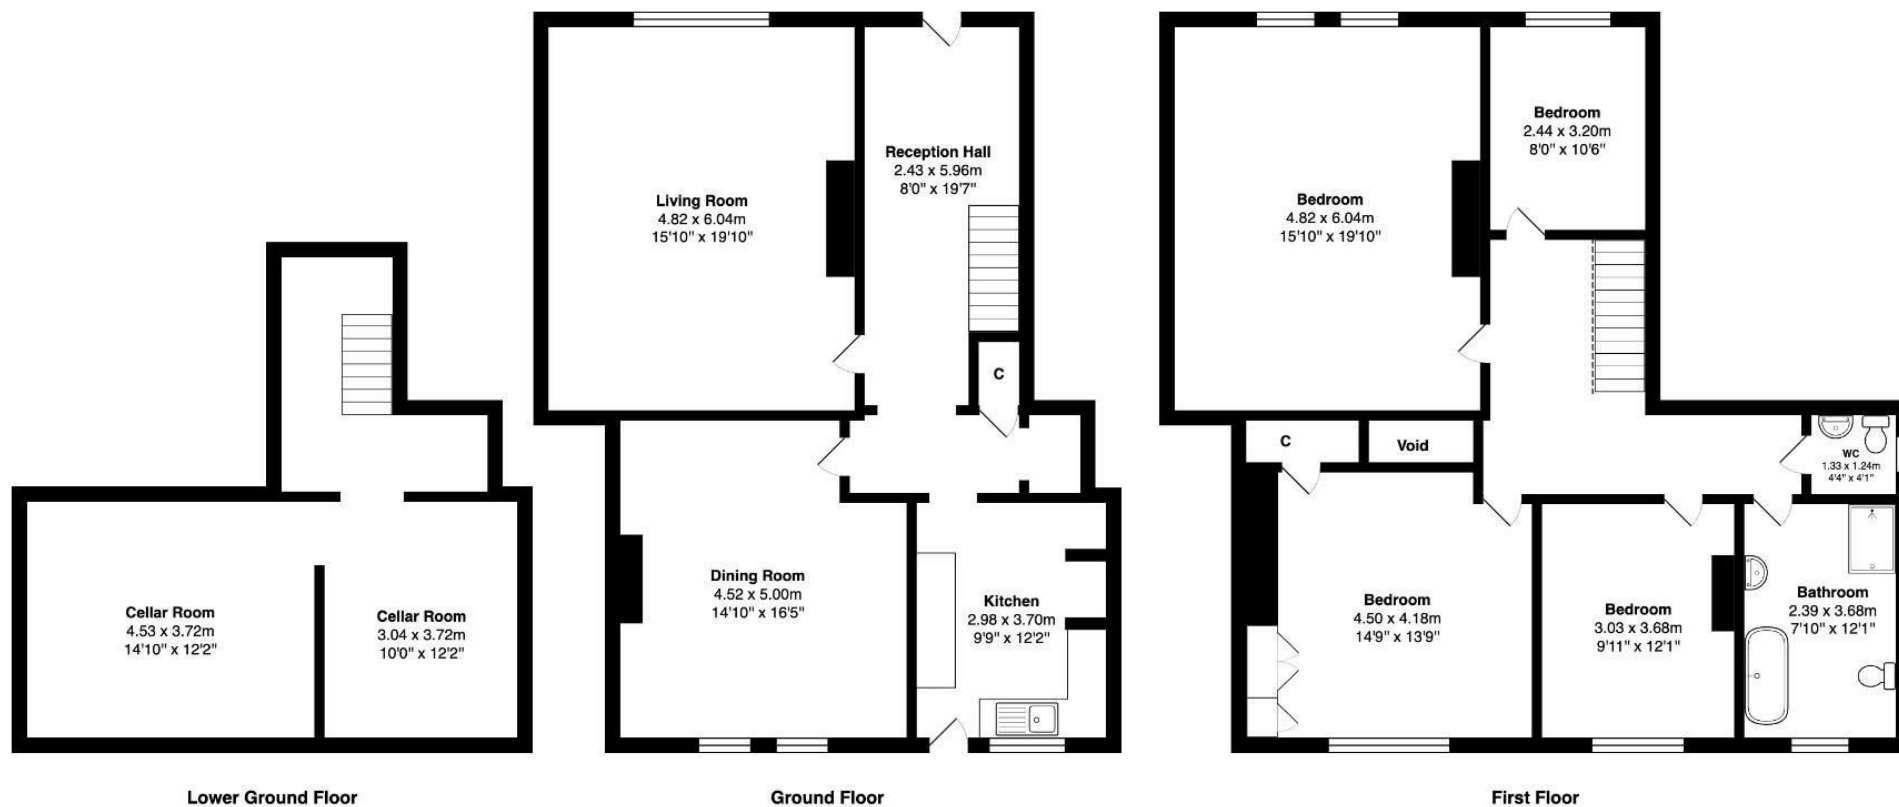 Cellar Room
4.53 x 3.72m
14'10" x 12'2"
Cellar Room
3.04 x 3.72m
10'0" x 12'2"
Lower Ground Floor
Living Room
4.82 x 6.04m
15'10" x 19'10"
Reception Hall
2.43 x 5.96m
8'0" x 19'7"
C
Dining Room
4.52 x 5.00m
14'10" x 16'5"
Kitchen
2.98 x 3.70m
9'9" x 12'2"
Ground Floor
Bedroom
4.82 x 6.04m
15'10" x 19'10"
Bedroom
2.44 x 3.20m
8'0" x 10'6"
C
Void
WC
1.33 x 1.24m
4'4" x 4'1"
Bedroom
4.50 x 4.18m
14'9" x 13'9"
Bedroom
3.03 x 3.68m
9'11" x 12'1"
Bathroom
2.39 x 3.68m
7'10" x 12'1"
First Floor